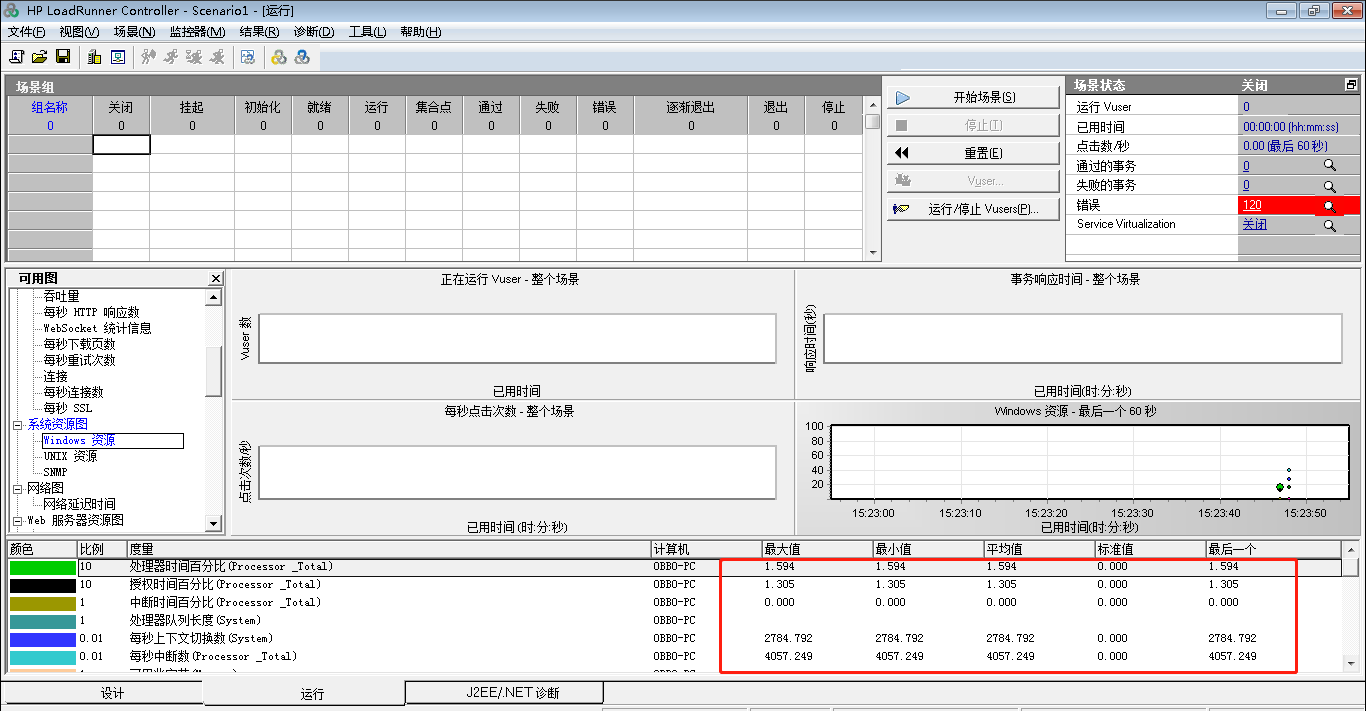 HP LoadRunner Controller - Scenario1 - [运行]
文件(F) 视图(V) 场景(N) 监控器(M) 结果(R) 诊断(D) 工具(L) 帮助(H)
场景组
组名称 关闭 挂起 初始化 就绪 运行 集合点 通过 失败 错误 逐渐退出 退出 停止
0 0 0 0 0 0 0 0 0 0 0 0 0
开始场景(S)
停止(T)
重置(E)
Vuser...
运行/停止 Vusers(P)...
场景状态 关闭
运行 Vuser 0
已用时间 00:00:00 (hh:mm:ss)
点击数/秒 0.00 (最后 60 秒)
通过的事务 0
失败的事务 0
错误 120
Service Virtualization 关闭
可用图
吞吐量
每秒 HTTP 响应数
WebSocket 统计信息
每秒下载页数
每秒重试次数
连接
每秒连接数
每秒 SSL
系统资源图
Windows 资源
UNIX 资源
SNMP
网络图
网络延迟时间
Web 服务器资源图
正在运行 Vuser - 整个场景
Vuser 数
已用时间
事务响应时间 - 整个场景
响应时间(秒)
已用时间(时:分:秒)
每秒点击次数 - 整个场景
点击次数/秒
已用时间 (时:分:秒)
Windows 资源 - 最后一个 60 秒
100
80
60
40
20
15:23:00 15:23:10 15:23:20 15:23:30 15:23:40 15:23:50
已用时间(时:分:秒)
颜色 比例 度量 计算机 最大值 最小值 平均值 标准值 最后一个
10 处理器时间百分比(Processor _Total) OBBO-PC 1.594 1.594 1.594 0.000 1.594
10 授权时间百分比(Processor _Total) OBBO-PC 1.305 1.305 1.305 0.000 1.305
1 中断时间百分比(Processor _Total) OBBO-PC 0.000 0.000 0.000 0.000 0.000
1 处理器队列长度(System) OBBO-PC
0.01 每秒上下文切换数(System) OBBO-PC 2784.792 2784.792 2784.792 0.000 2784.792
0.01 每秒中断数(Processor _Total) OBBO-PC 4057.249 4057.249 4057.249 0.000 4057.249
设计 运行 J2EE/.NET 诊断